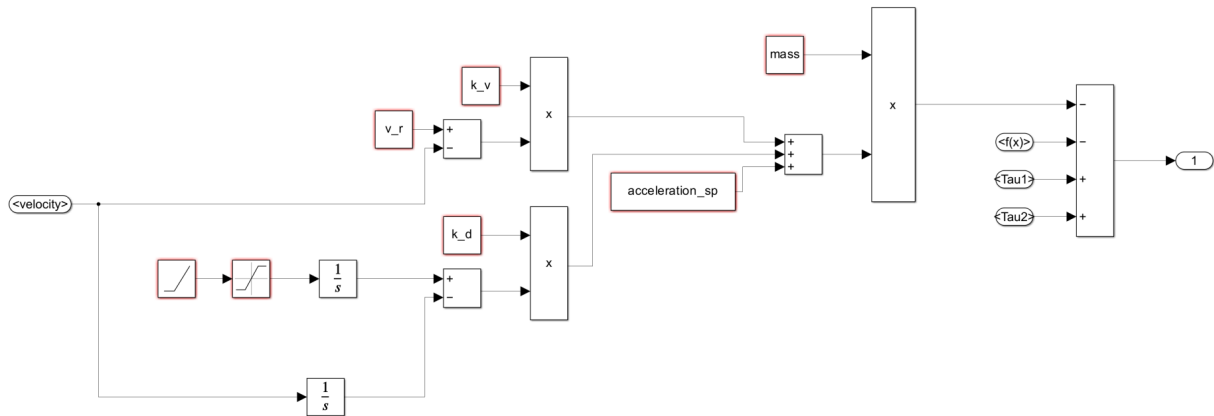 mass
k_v
x
x
v_r
+
−
−
<f(x)>
−
1
+
+
+
<Tau1>
+
acceleration_sp
<velocity>
<Tau2>
+
k_d
x
1
s
+
−
1
s